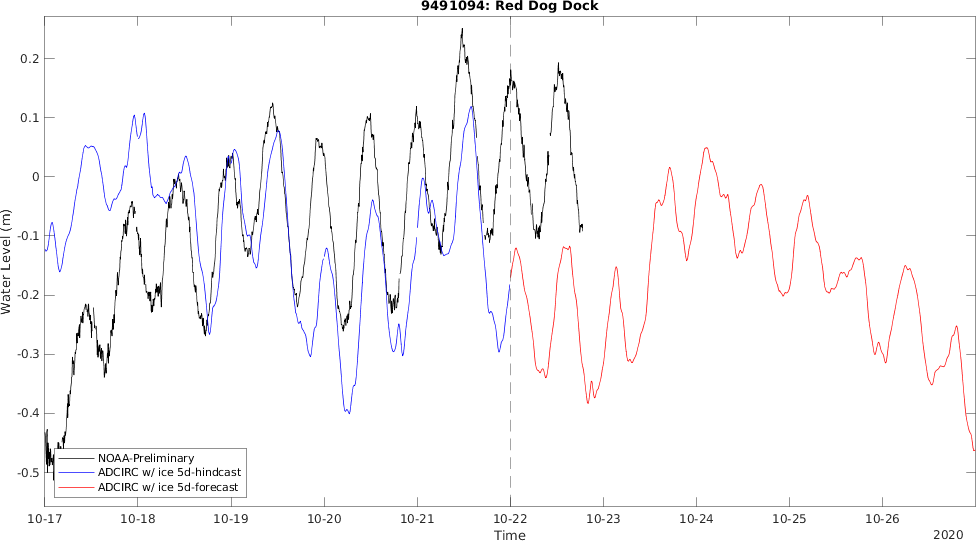 9491094: Red Dog Dock
Water Level (m)
0.2
0.1
0
-0.1
-0.2
-0.3
-0.4
-0.5
NOAA-Preliminary
ADCIRC w/ ice 5d-hindcast
ADCIRC w/ ice 5d-forecast
10-17 10-18 10-19 10-20 10-21 10-22 10-23 10-24 10-25 10-26
Time
2020